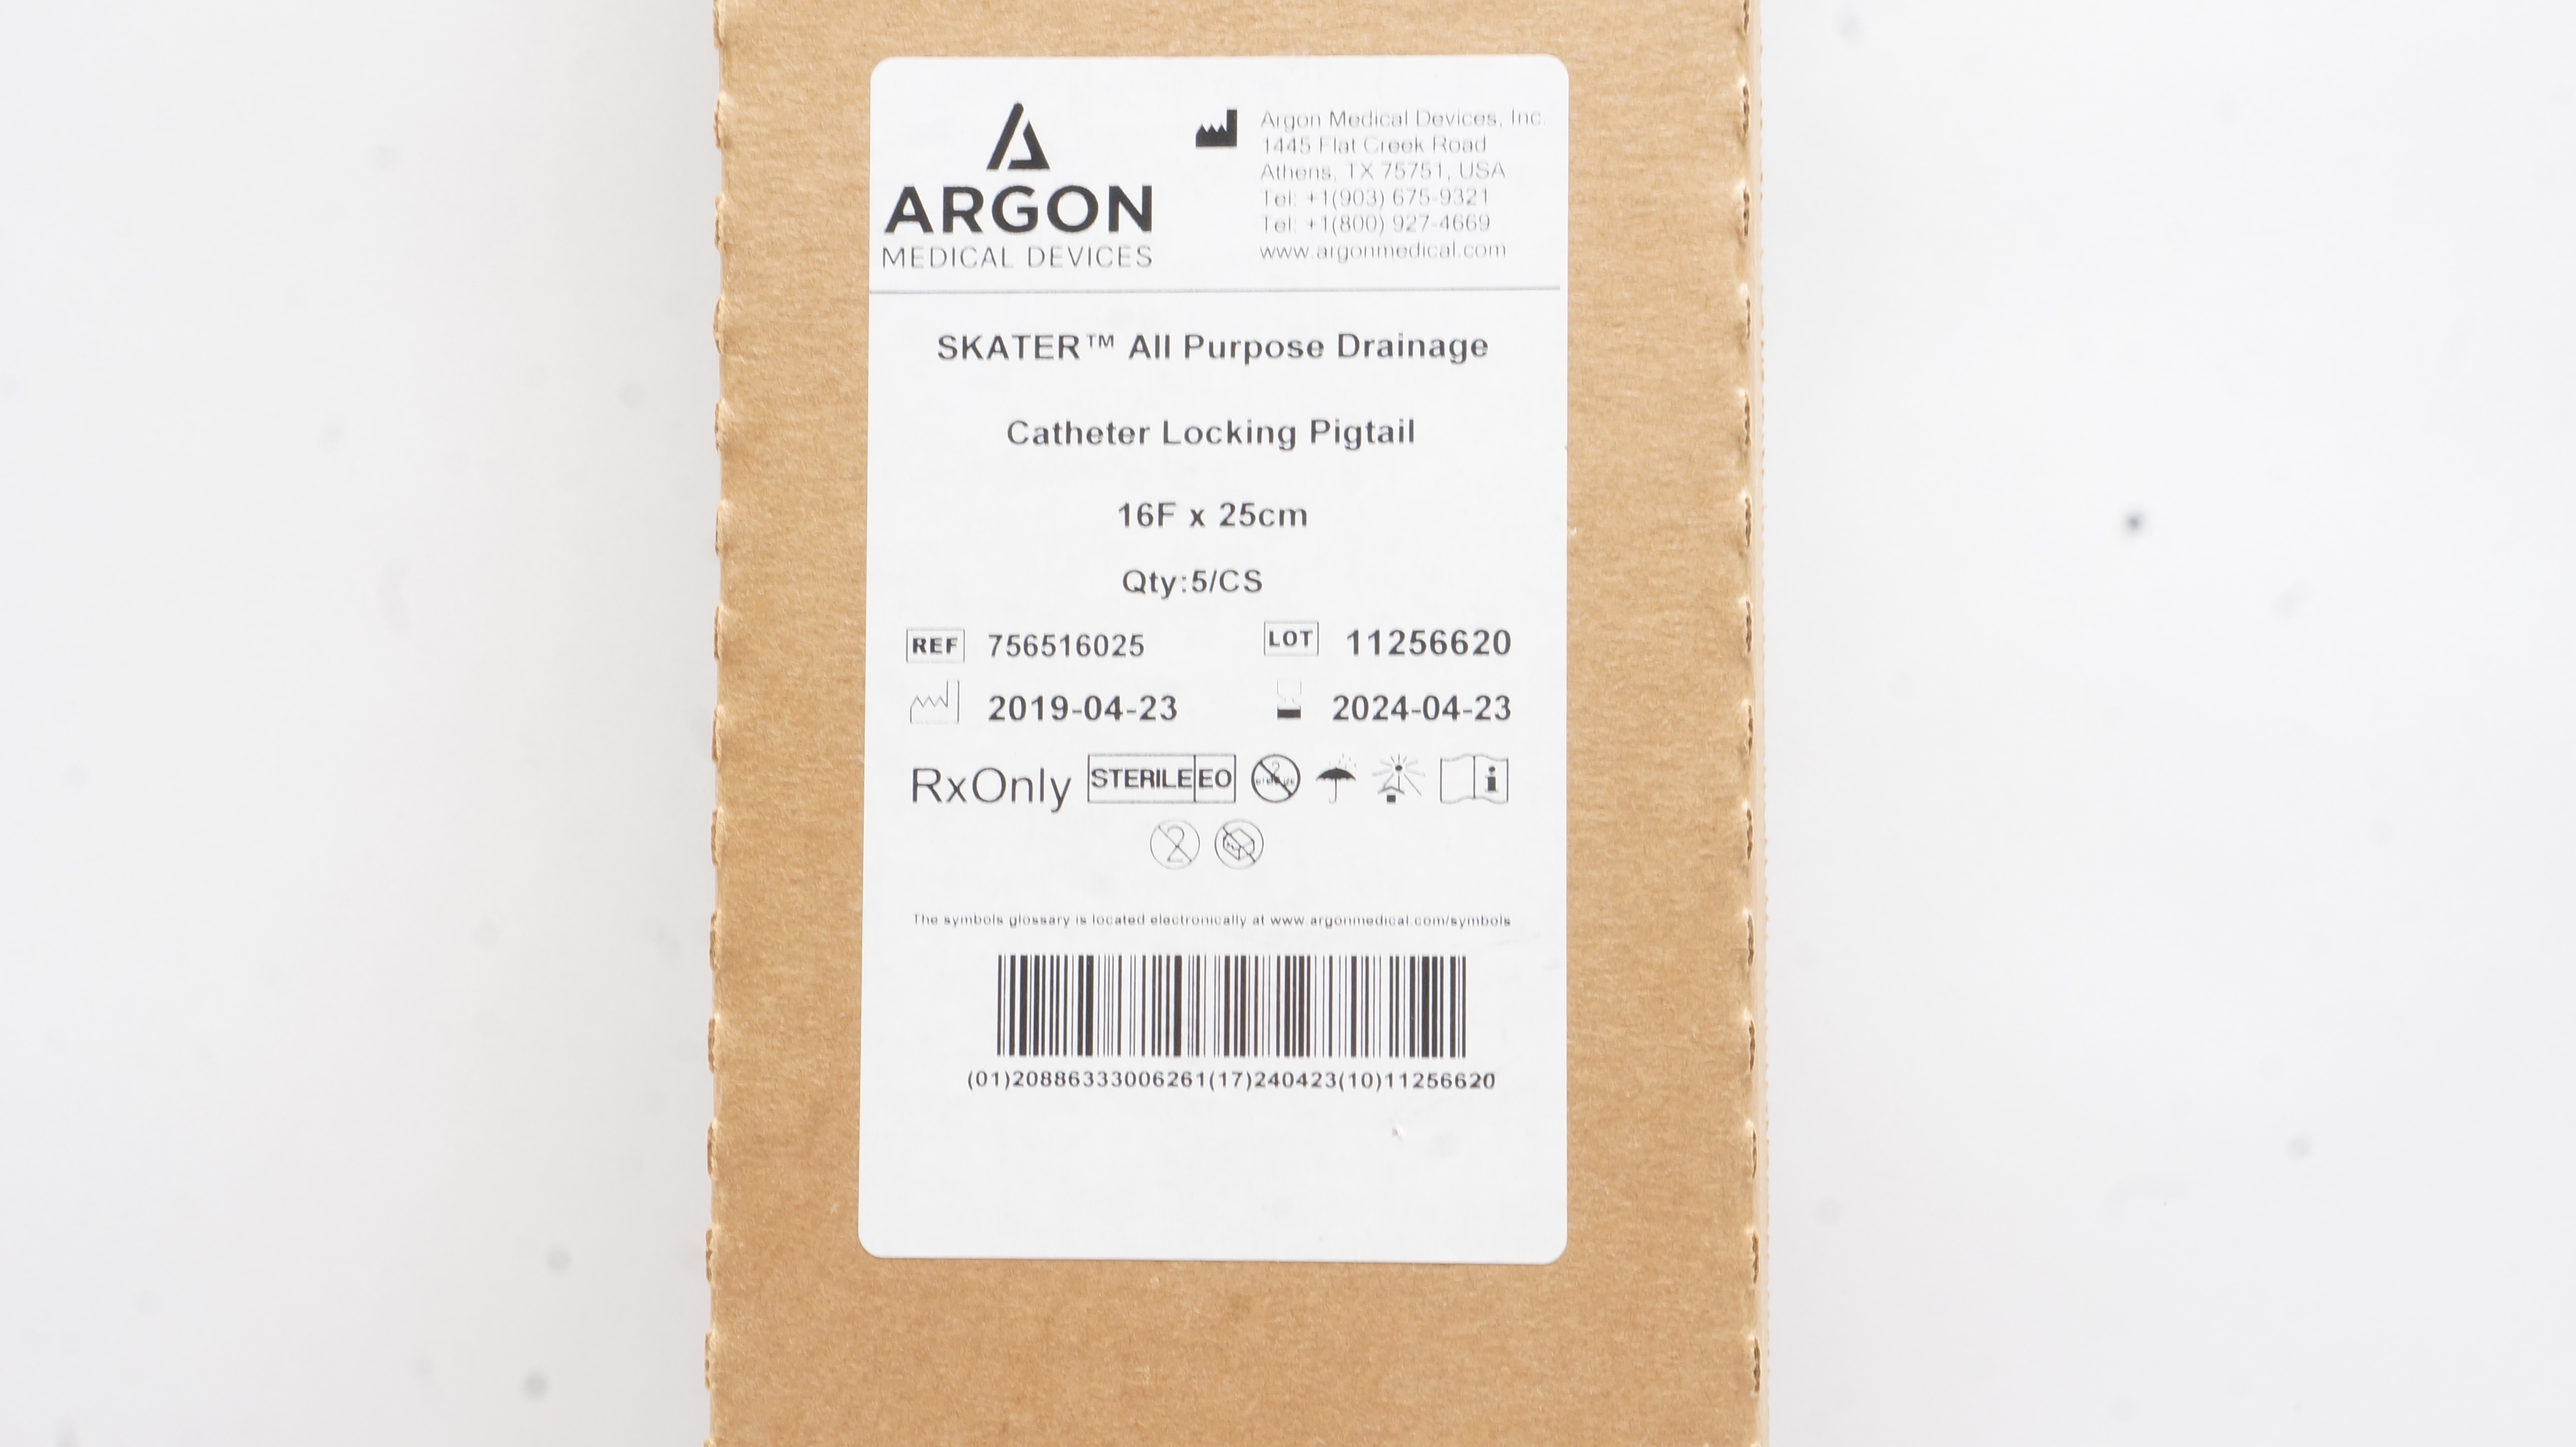 ARGON
MEDICAL DEVICES
Argon Medical Devices, Inc.
1445 Flat Creek Road
Athens, TX 75751, USA
Tel: +1(903) 675-9321
Tel: +1(800) 927-4669
www.argonmedical.com
SKATER™ All Purpose Drainage
Catheter Locking Pigtail
16F x 25cm
Qty:5/CS
REF 756516025 LOT 11256620
2019-04-23 2024-04-23
RxOnly STERILE EO i
2
The symbols glossary is located electronically at www.argonmedical.com/symbols
(01)20886333006261(17)240423(10)11256620